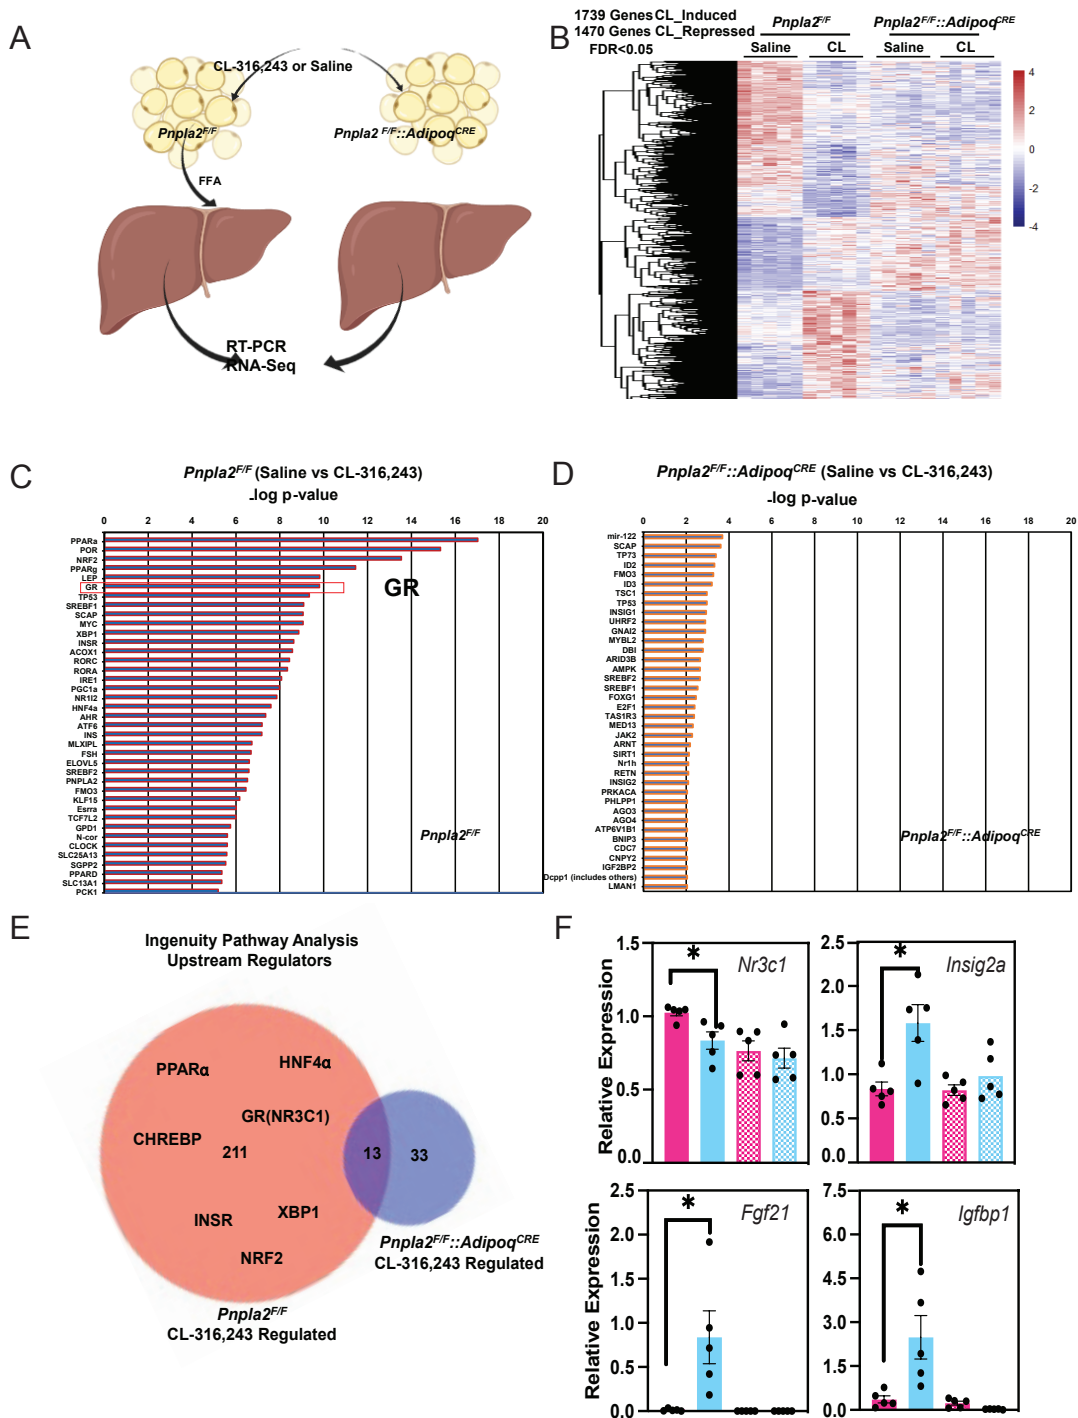 A
CL-316,243 or Saline
Pnpla2F/F
Pnpla2 F/F::AdipoqCRE
FFA
RT-PCR
RNA-Seq
B
1739 Genes CL_Induced
1470 Genes CL_Repressed
FDR<0.05
Pnpla2F/F
Pnpla2F/F::AdipoqCRE
Saline
CL
Saline
CL
4
2
0
-2
-4
C
Pnpla2F/F (Saline vs CL-316,243)
-log p-value
0 2 4 6 8 10 12 14 16 18 20
PPARa
POR
NRF2
PPARg
LEP
GR
TP53
SREBF1
SCAP
MYC
XBP1
INSR
ACOX1
RORC
RORA
IRE1
PGC1a
NR1I2
HNF4a
AHR
ATF6
INS
MLXIPL
FSH
ELOVL5
SREBF2
PNPLA2
FMO3
KLF15
Esrra
TCF7L2
GPD1
N-cor
CLOCK
SLC25A13
SGPP2
PPARD
SLC13A1
PCK1
GR
Pnpla2F/F
D
Pnpla2F/F::AdipoqCRE (Saline vs CL-316,243)
-log p-value
0 2 4 6 8 10 12 14 16 18 20
mir-122
SCAP
TP73
ID2
FMO3
ID3
TSC1
TP53
INSIG1
UHRF2
GNAI2
MYBL2
DBI
ARID3B
AMPK
SREBF2
SREBF1
FOXG1
E2F1
TAS1R3
MED13
JAK2
ARNT
SIRT1
Nr1h
RETN
INSIG2
PRKACA
PHLPP1
AGO3
AGO4
ATP6V1B1
BNIP3
CDC7
CNPY2
IGF2BP2
Dcpp1 (includes others)
LMAN1
Pnpla2F/F::AdipoqCRE
E
Ingenuity Pathway Analysis
Upstream Regulators
PPARα
HNF4α
GR(NR3C1)
CHREBP
211
13
33
INSR
XBP1
NRF2
Pnpla2F/F::AdipoqCRE
CL-316,243 Regulated
Pnpla2F/F
CL-316,243 Regulated
F
Relative Expression
1.5
1.0
0.5
0.0
*
Nr3c1
2.5
2.0
1.5
1.0
0.5
0.0
*
Insig2a
Relative Expression
2.5
2.0
1.5
1.0
0.5
0.0
*
Fgf21
7.5
6.0
4.5
3.0
1.5
0.0
*
Igfbp1